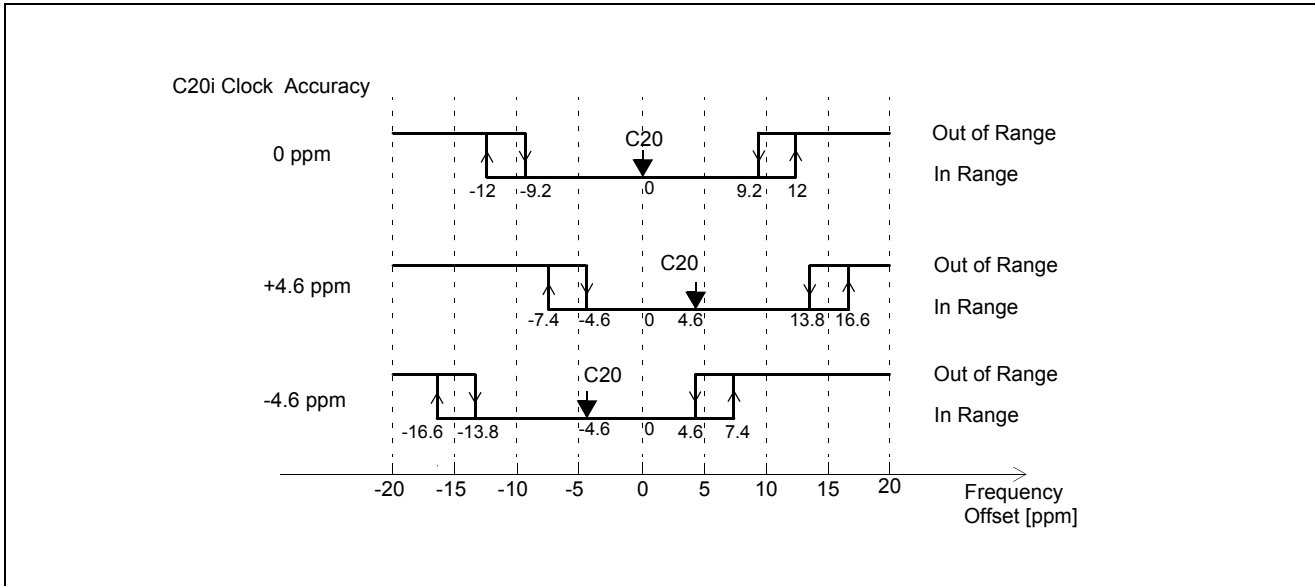 C20i Clock Accuracy
0 ppm
C20
Out of Range
In Range
-12 -9.2 0 9.2 12
+4.6 ppm
C20
Out of Range
In Range
-7.4 -4.6 0 4.6 13.8 16.6
-4.6 ppm
C20
Out of Range
In Range
-16.6 -13.8 -4.6 0 4.6 7.4
-20 -15 -10 -5 0 5 10 15 20
Frequency
Offset [ppm]